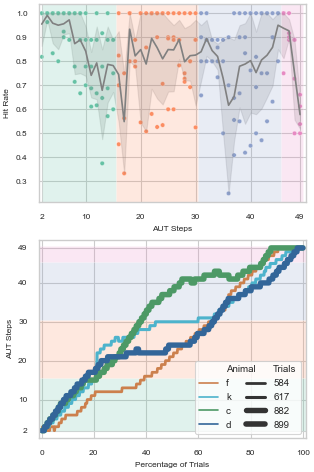 1.0
0.9
0.8
0.7
0.6
0.5
0.4
0.3
Hit Rate
2 10 20 30 40 49
AUT Steps
49
40
30
20
10
2
AUT Steps
Animal Trials
f 584
k 617
c 882
d 899
0 20 40 60 80 100
Percentage of Trials